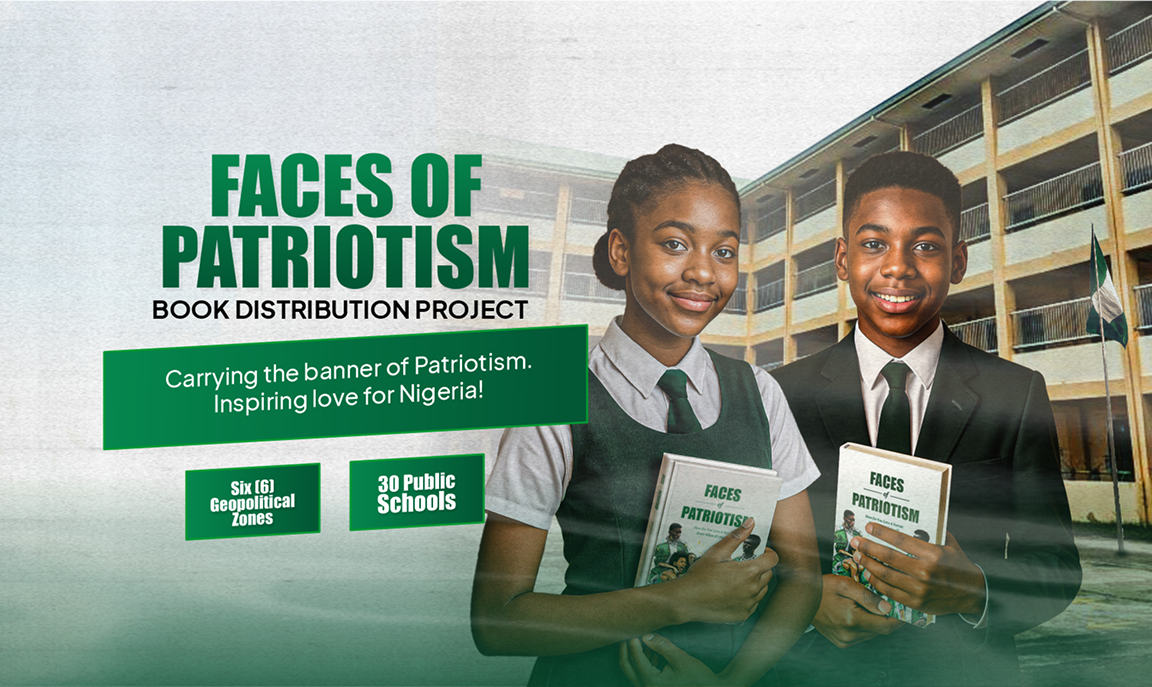 FACES OF
PATRIOTISM
BOOK DISTRIBUTION PROJECT
Carrying the banner of Patriotism.
Inspiring love for Nigeria!
Six (6)
Geopolitical
Zones
30 Public
Schools
FACES
of
PATRIOTISM
FACES
of
PATRIOTISM